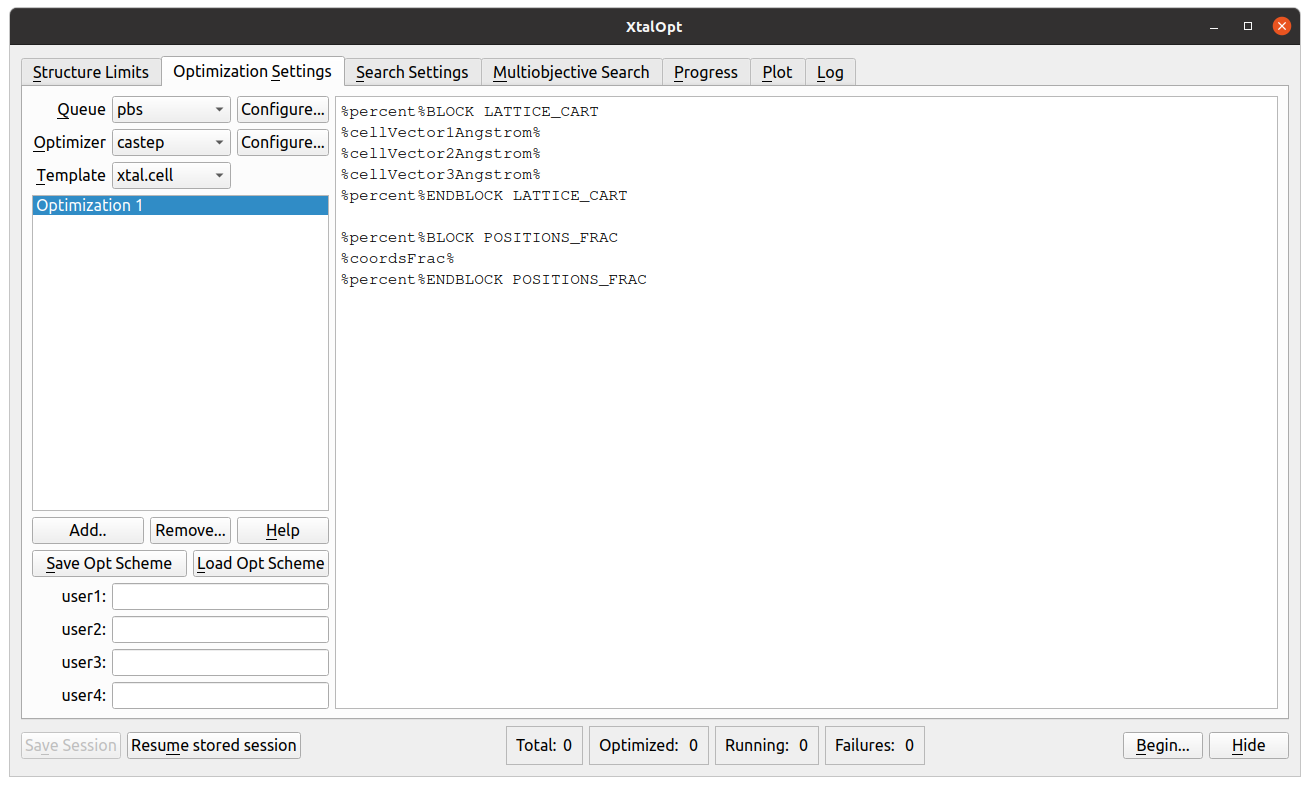 XtalOpt
Structure Limits Optimization Settings Search Settings Multiobjective Search Progress Plot Log
Queue pbs Configure...
Optimizer castep Configure...
Template xtal.cell
Optimization 1
Add.. Remove... Help
Save Opt Scheme Load Opt Scheme
user1:
user2:
user3:
user4:
%percent%BLOCK LATTICE_CART
%cellVector1Angstrom%
%cellVector2Angstrom%
%cellVector3Angstrom%
%percent%ENDBLOCK LATTICE_CART
%percent%BLOCK POSITIONS_FRAC
%coordsFrac%
%percent%ENDBLOCK POSITIONS_FRAC
Save Session Resume stored session Total: 0 Optimized: 0 Running: 0 Failures: 0 Begin... Hide